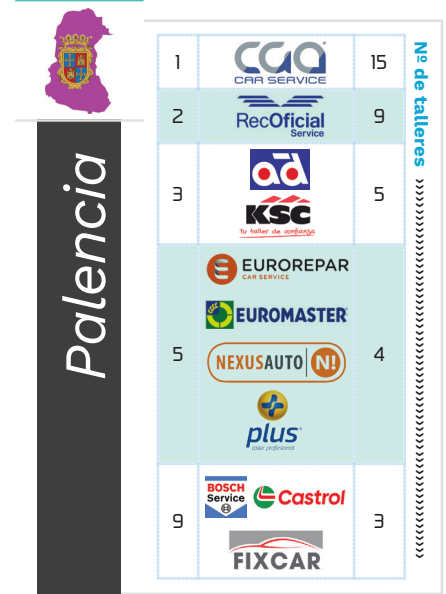 Palencia
Nº de talleres
1
CGA
CAR SERVICE
15
2
RecOficial
Service
9
3
ad
KSC
Tu taller de confianza
5
5
EUROREPAR
CAR SERVICE
EUROMASTER
NEXUSAUTO N!
plus
taller profesional
4
9
BOSCH
Service
Castrol
FIXCAR
3